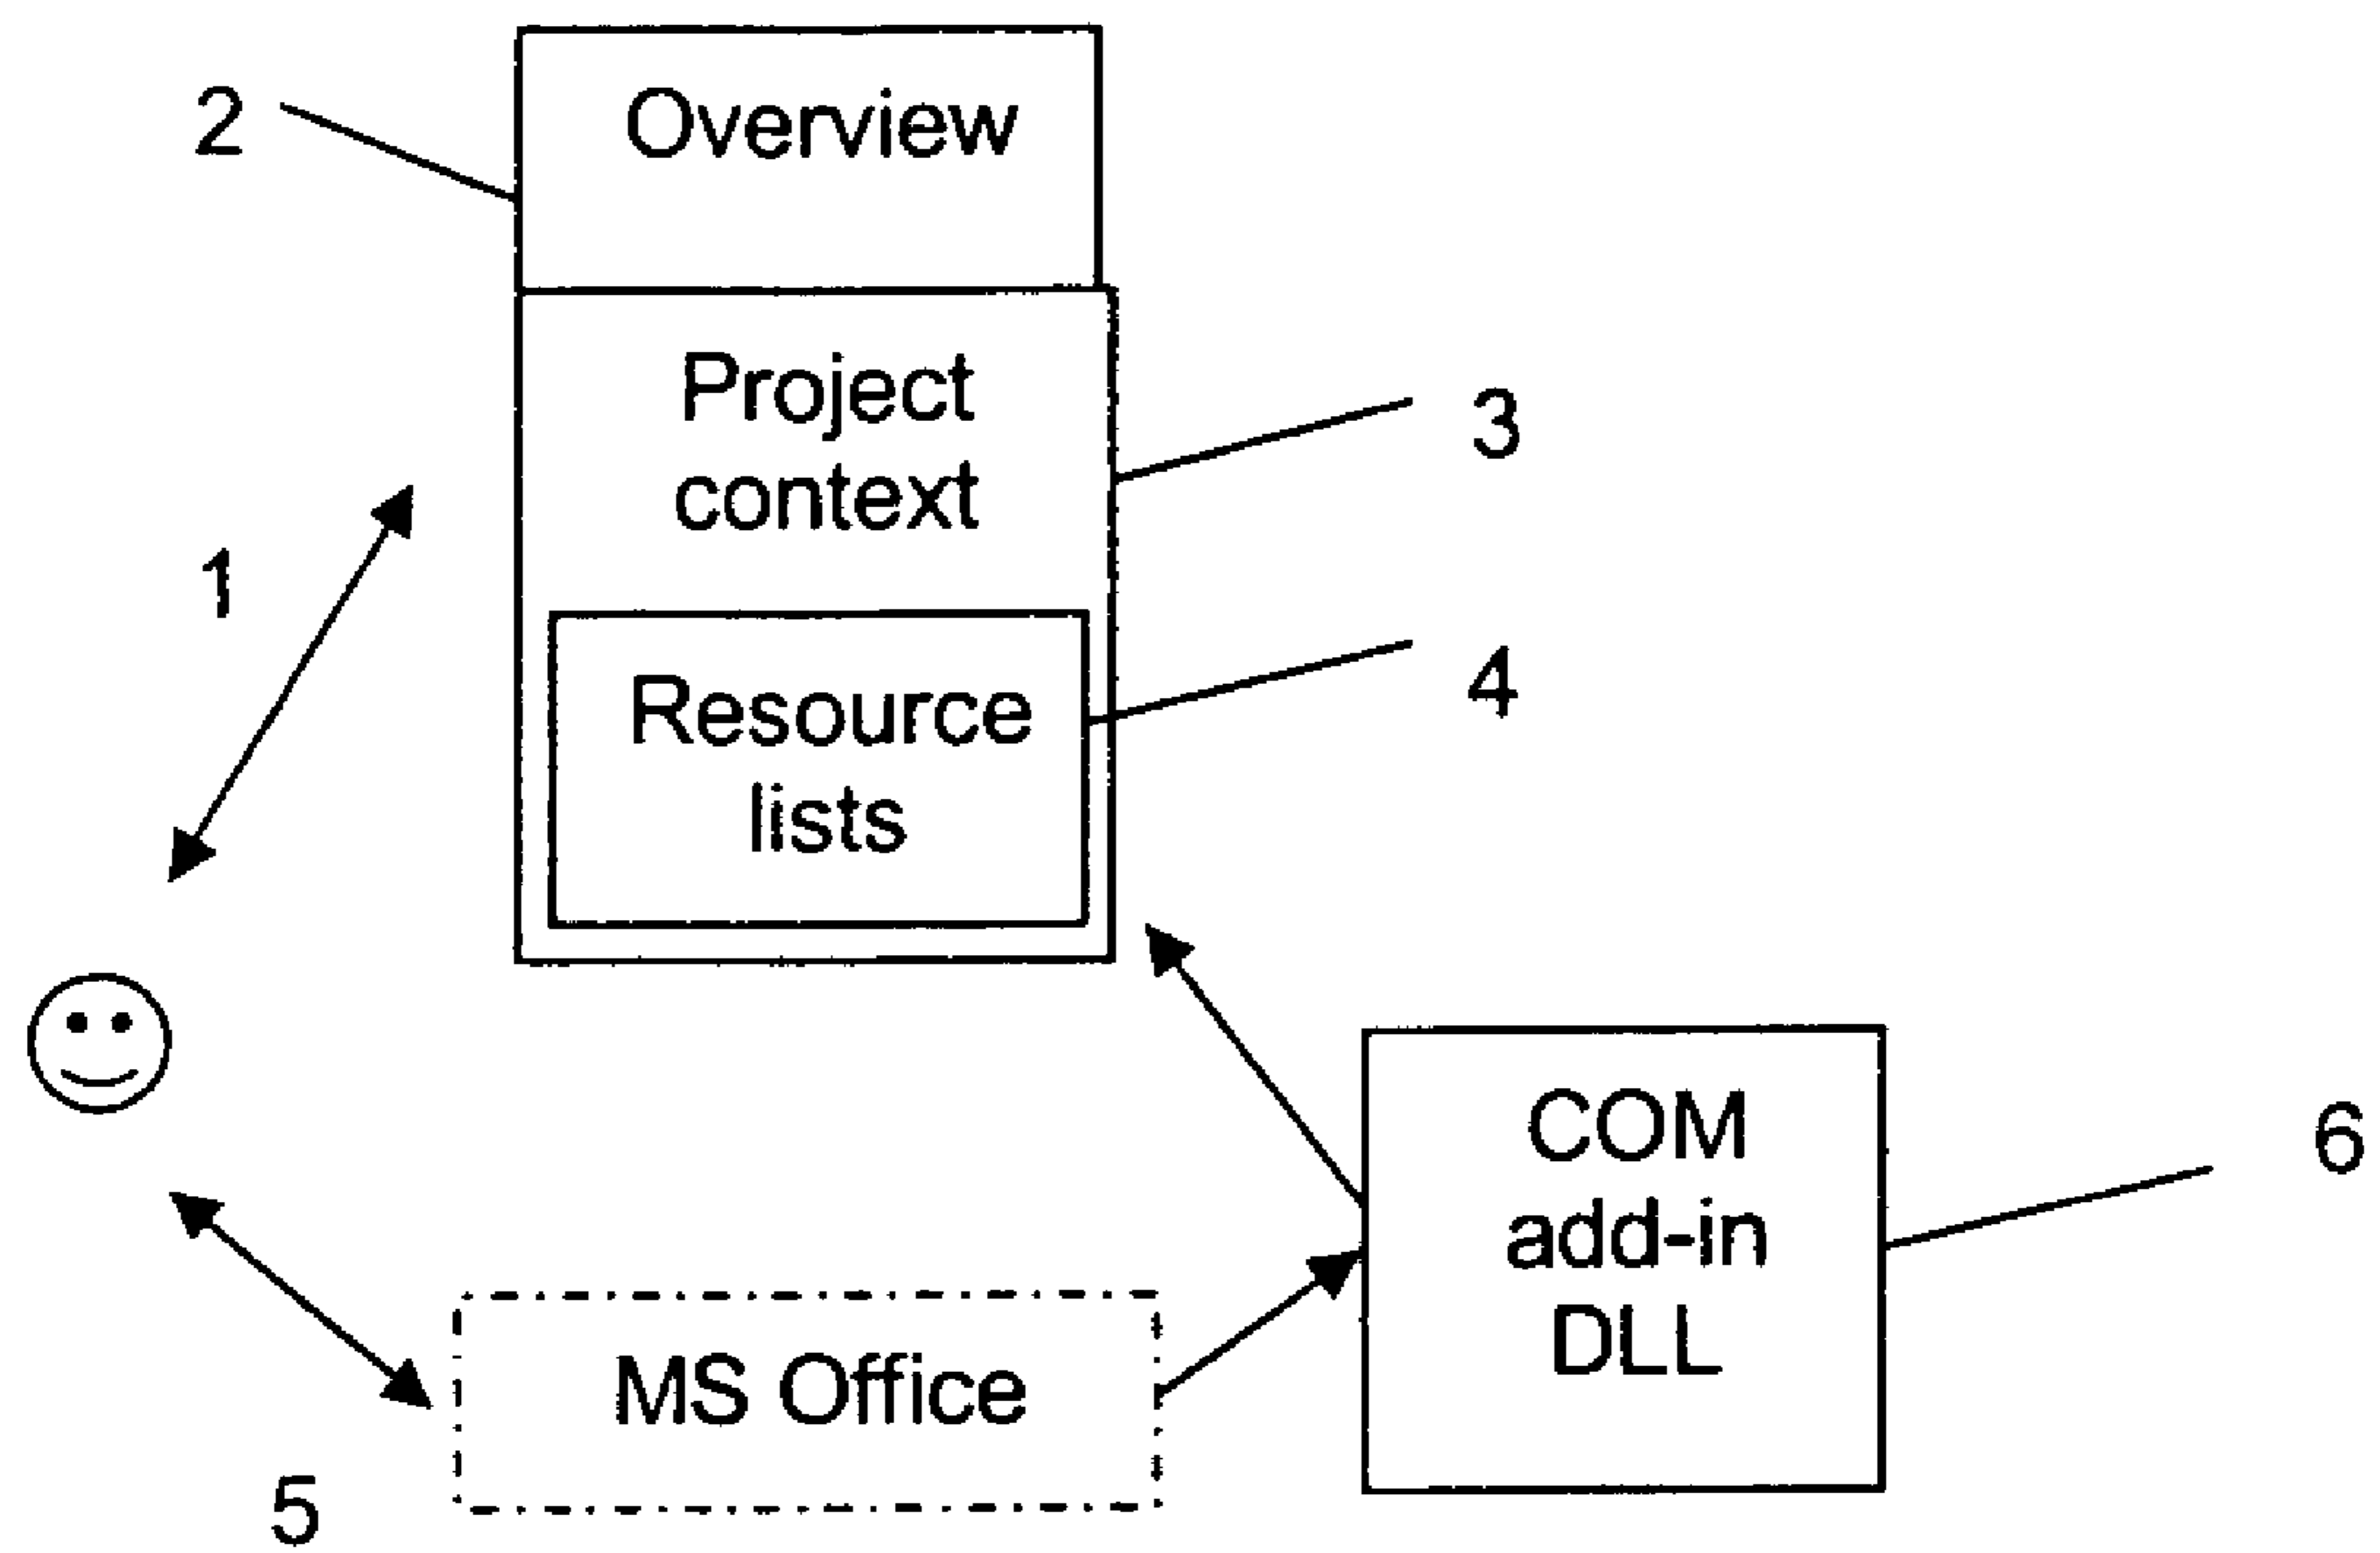 2
Overview
Project
context
3
1
Resource
lists
4
COM
add-in
DLL
6
MS Office
5